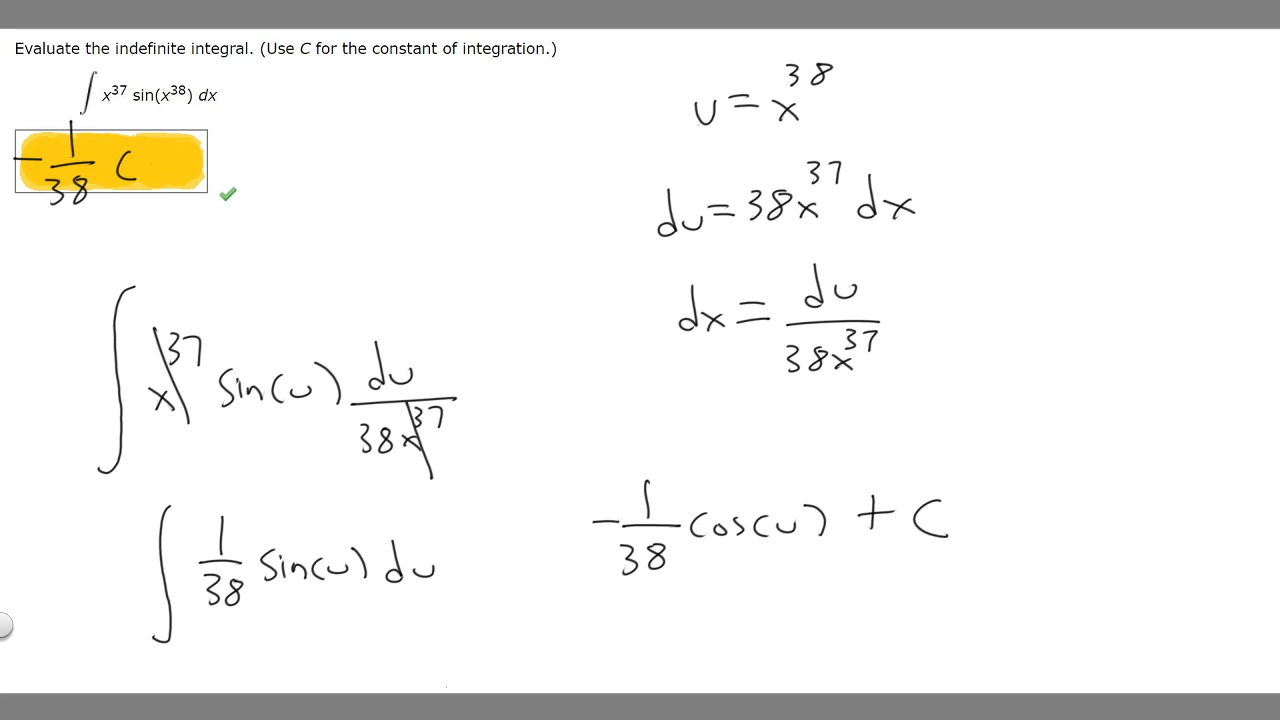 Evaluate the indefinite integral. (Use C for the constant of integration.)
∫ x³⁷ sin(x³⁸) dx
-1/38 C
u = x³⁸
du = 38x³⁷ dx
dx = du/38x³⁷
∫ x³⁷ sin(u) du/38x³⁷
∫ 1/38 sin(u) du
-1/38 cos(u) + C